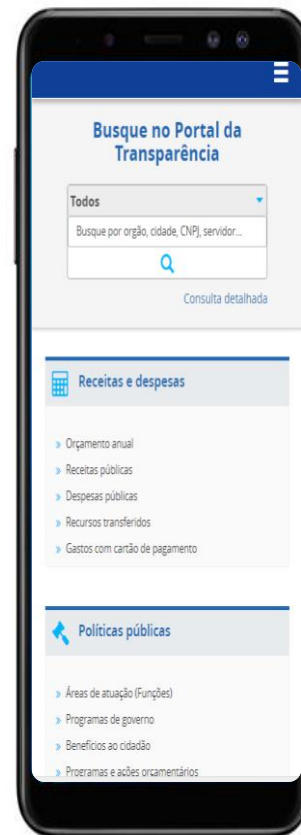 Busque no Portal da
Transparência
Todos
Busque por orgão, cidade, CNPJ, servidor...
Consulta detalhada
Receitas e despesas
» Orçamento anual
» Receitas públicas
» Despesas públicas
» Recursos transferidos
» Gastos com cartão de pagamento
Políticas públicas
» Áreas de atuação (Funções)
» Programas de governo
» Benefícios ao cidadão
» Programas e ações orçamentários